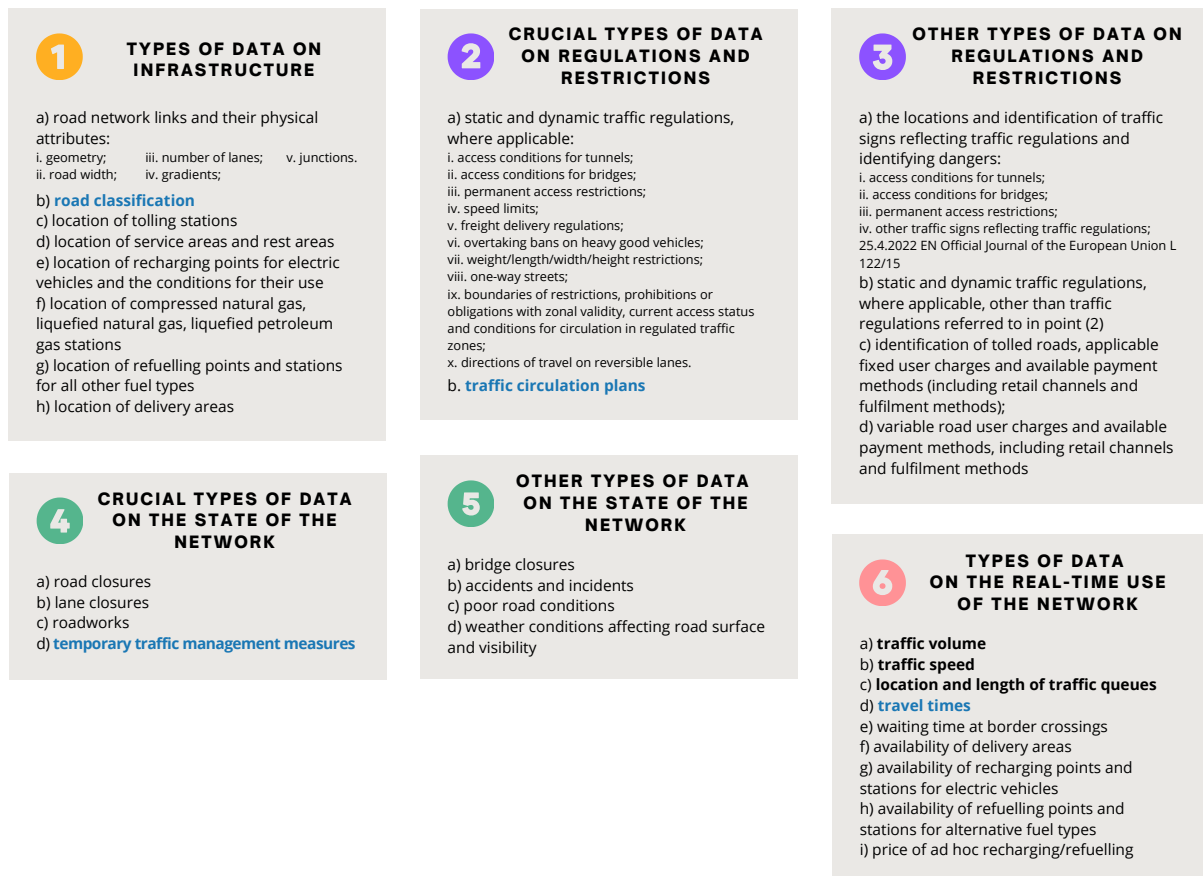 1
TYPES OF DATA ON
INFRASTRUCTURE
a) road network links and their physical
attributes:
i. geometry; iii. number of lanes; v. junctions.
ii. road width; iv. gradients;
b) road classification
c) location of tolling stations
d) location of service areas and rest areas
e) location of recharging points for electric
vehicles and the conditions for their use
f) location of compressed natural gas,
liquefied natural gas, liquefied petroleum
gas stations
g) location of refuelling points and stations
for all other fuel types
h) location of delivery areas
2
CRUCIAL TYPES OF DATA
ON REGULATIONS AND
RESTRICTIONS
a) static and dynamic traffic regulations,
where applicable:
i. access conditions for tunnels;
ii. access conditions for bridges;
iii. permanent access restrictions;
iv. speed limits;
v. freight delivery regulations;
vi. overtaking bans on heavy good vehicles;
vii. weight/length/width/height restrictions;
viii. one-way streets;
ix. boundaries of restrictions, prohibitions or
obligations with zonal validity, current access status
and conditions for circulation in regulated traffic
zones;
x. directions of travel on reversible lanes.
b. traffic circulation plans
3
OTHER TYPES OF DATA ON
REGULATIONS AND
RESTRICTIONS
a) the locations and identification of traffic
signs reflecting traffic regulations and
identifying dangers:
i. access conditions for tunnels;
ii. access conditions for bridges;
iii. permanent access restrictions;
iv. other traffic signs reflecting traffic regulations;
25.4.2022 EN Official Journal of the European Union L
122/15
b) static and dynamic traffic regulations,
where applicable, other than traffic
regulations referred to in point (2)
c) identification of tolled roads, applicable
fixed user charges and available payment
methods (including retail channels and
fulfilment methods);
d) variable road user charges and available
payment methods, including retail channels
and fulfilment methods
4
CRUCIAL TYPES OF DATA
ON THE STATE OF THE
NETWORK
a) road closures
b) lane closures
c) roadworks
d) temporary traffic management measures
5
OTHER TYPES OF DATA
ON THE STATE OF THE
NETWORK
a) bridge closures
b) accidents and incidents
c) poor road conditions
d) weather conditions affecting road surface
and visibility
6
TYPES OF DATA
ON THE REAL-TIME USE
OF THE NETWORK
a) traffic volume
b) traffic speed
c) location and length of traffic queues
d) travel times
e) waiting time at border crossings
f) availability of delivery areas
g) availability of recharging points and
stations for electric vehicles
h) availability of refuelling points and
stations for alternative fuel types
i) price of ad hoc recharging/refuelling